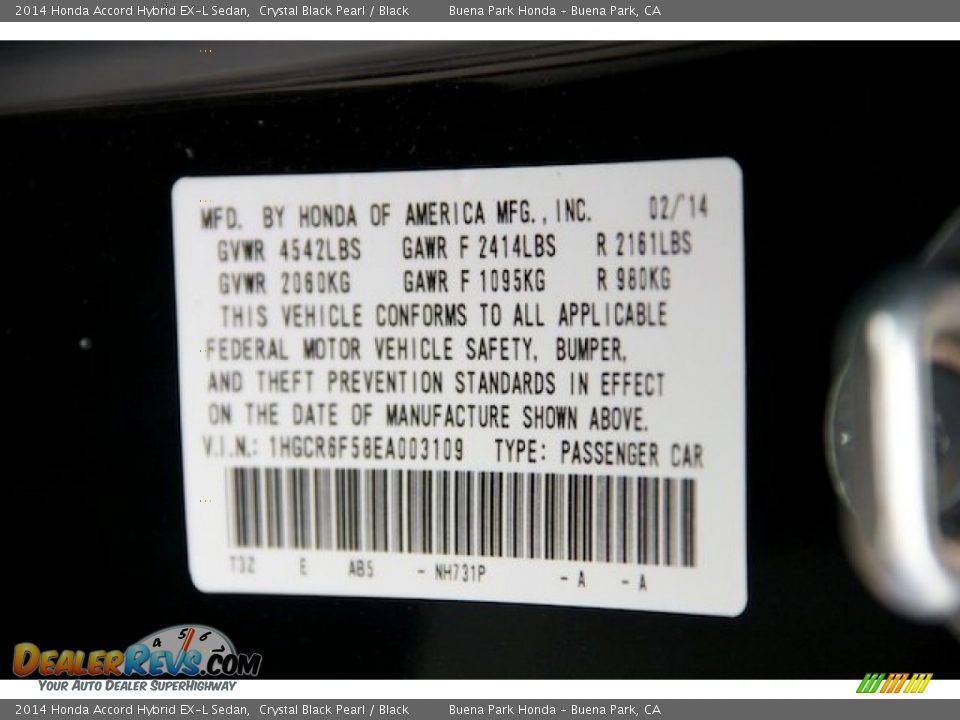 2014 Honda Accord Hybrid EX-L Sedan, Crystal Black Pearl / Black Buena Park Honda - Buena Park, CA
MFD. BY HONDA OF AMERICA MFG., INC. 02/'14
GVWR 4542LBS GAWR F 2414LBS R 2161LBS
GVWR 2060KG GAWR F 1095KG R 980KG
THIS VEHICLE CONFORMS TO ALL APPLICABLE
FEDERAL MOTOR VEHICLE SAFETY, BUMPER,
AND THEFT PREVENTION STANDARDS IN EFFECT
ON THE DATE OF MANUFACTURE SHOWN ABOVE.
V.I.N.: 1HGCR6F58EA003109 TYPE: PASSENGER CAR
T3Z E AB5 - NH731P - A - A
4 5 6
DEALERREVS.COM
YOUR AUTO DEALER SUPERHIGHWAY
2014 Honda Accord Hybrid EX-L Sedan, Crystal Black Pearl / Black Buena Park Honda - Buena Park, CA